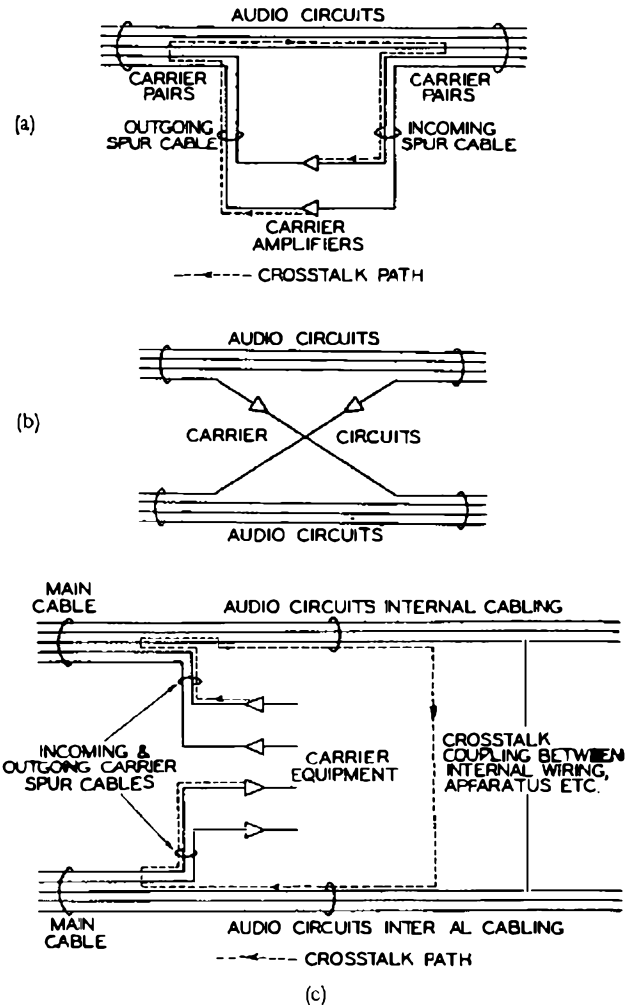 AUDIO CIRCUITS
CARRIER
PAIRS
CARRIER
PAIRS
(a)
OUTGOING
SPUR CABLE
INCOMING
SPUR CABLE
CARRIER
AMPLIFIERS
CROSSTALK PATH
AUDIO CIRCUITS
(b)
CARRIER CIRCUITS
AUDIO CIRCUITS
MAIN
CABLE
AUDIO CIRCUITS INTERNAL CABLING
INCOMING &
OUTGOING CARRIER
SPUR CABLES
CARRIER
EQUIPMENT
CROSSTALK
COUPLING BETWEEN
INTERNAL WIRING,
APPARATUS ETC.
MAIN
CABLE
AUDIO CIRCUITS INTER AL CABLING
CROSSTALK PATH
(c)